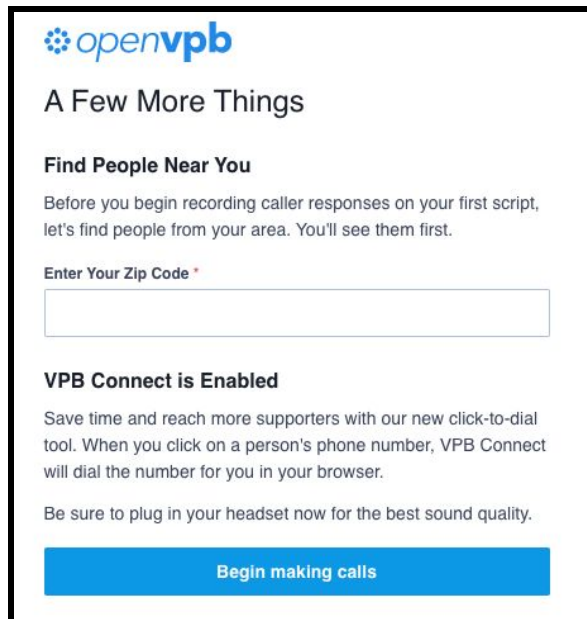 openvpb
A Few More Things
Find People Near You
Before you begin recording caller responses on your first script,
let's find people from your area. You'll see them first.
Enter Your Zip Code *
VPB Connect is Enabled
Save time and reach more supporters with our new click-to-dial
tool. When you click on a person's phone number, VPB Connect
will dial the number for you in your browser.
Be sure to plug in your headset now for the best sound quality.
Begin making calls